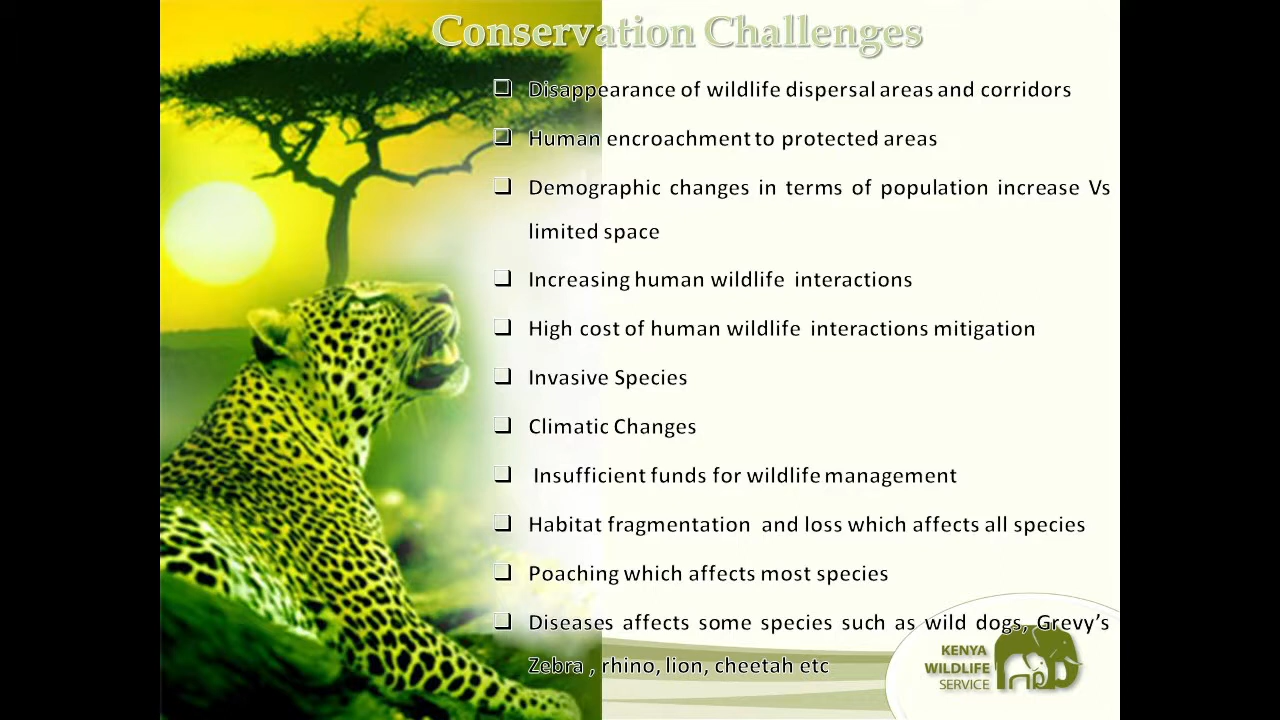 Conservation Challenges
❑ Disappearance of wildlife dispersal areas and corridors
❑ Human encroachment to protected areas
❑ Demographic changes in terms of population increase Vs
limited space
❑ Increasing human wildlife interactions
❑ High cost of human wildlife interactions mitigation
❑ Invasive Species
❑ Climatic Changes
❑ Insufficient funds for wildlife management
❑ Habitat fragmentation and loss which affects all species
❑ Poaching which affects most species
❑ Diseases affects some species such as wild dogs, Grevy’s
Zebra , rhino, lion, cheetah etc
KENYA
WILDLIFE
SERVICE